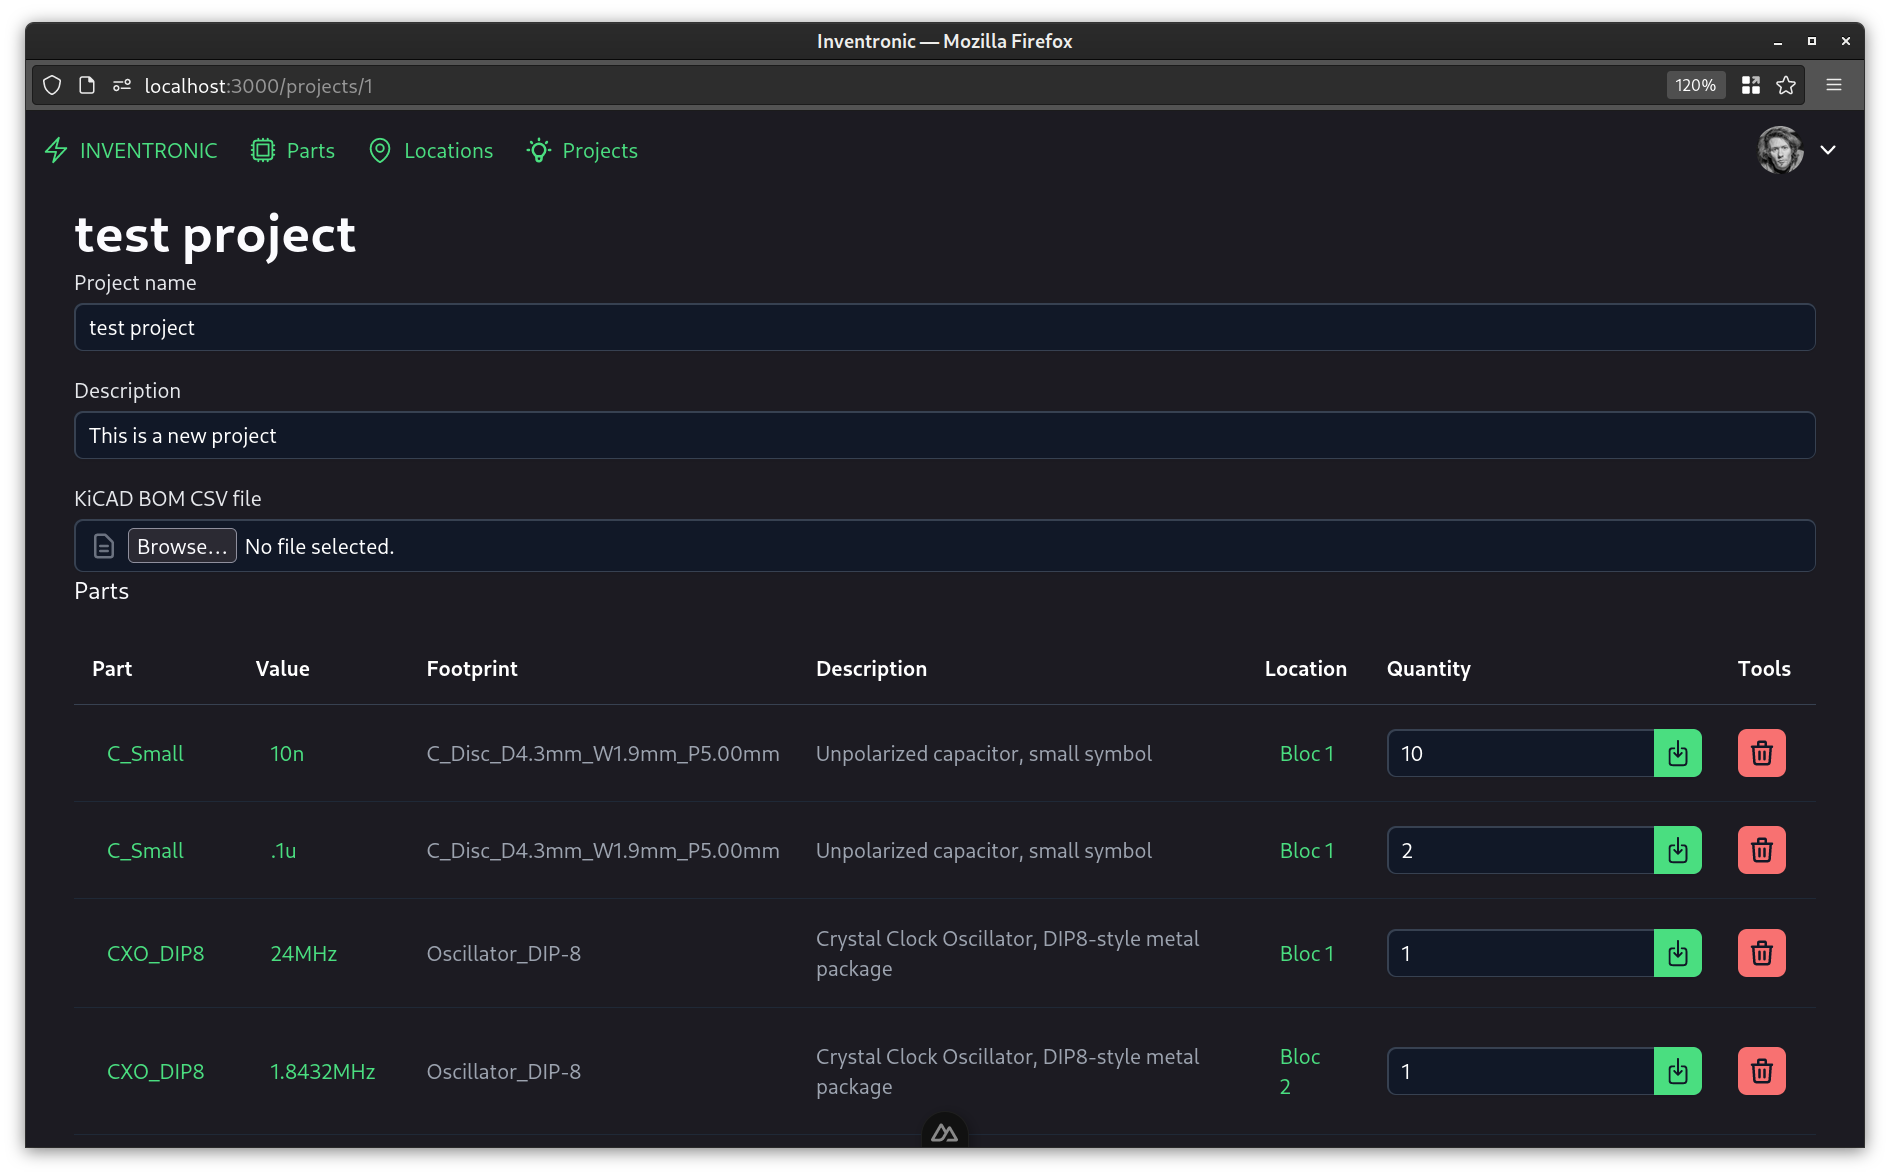 Inventronic — Mozilla Firefox
localhost:3000/projects/1 120%
INVENTRONIC Parts Locations Projects
test project
Project name
test project
Description
This is a new project
KiCAD BOM CSV file
Browse... No file selected.
Parts
Part Value Footprint Description Location Quantity Tools
C_Small 10n C_Disc_D4.3mm_W1.9mm_P5.00mm Unpolarized capacitor, small symbol Bloc 1 10
C_Small .1u C_Disc_D4.3mm_W1.9mm_P5.00mm Unpolarized capacitor, small symbol Bloc 1 2
CXO_DIP8 24MHz Oscillator_DIP-8 Crystal Clock Oscillator, DIP8-style metal Bloc 1 1
package
CXO_DIP8 1.8432MHz Oscillator_DIP-8 Crystal Clock Oscillator, DIP8-style metal Bloc 1
package 2